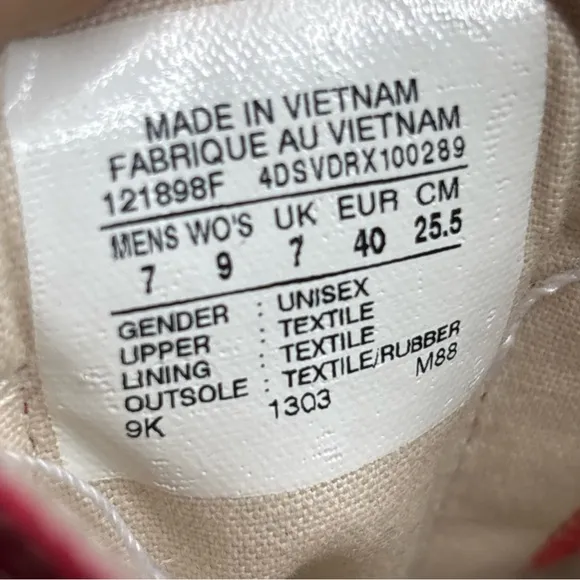 MADE IN VIETNAM
FABRIQUE AU VIETNAM
121898F 4DSVDRX100289
MENS WO'S UK EUR CM
7 9 7 40 25.5
GENDER : UNISEX
UPPER : TEXTILE
LINING : TEXTILE
OUTSOLE : TEXTILE/RUBBER
9K 1303 M88